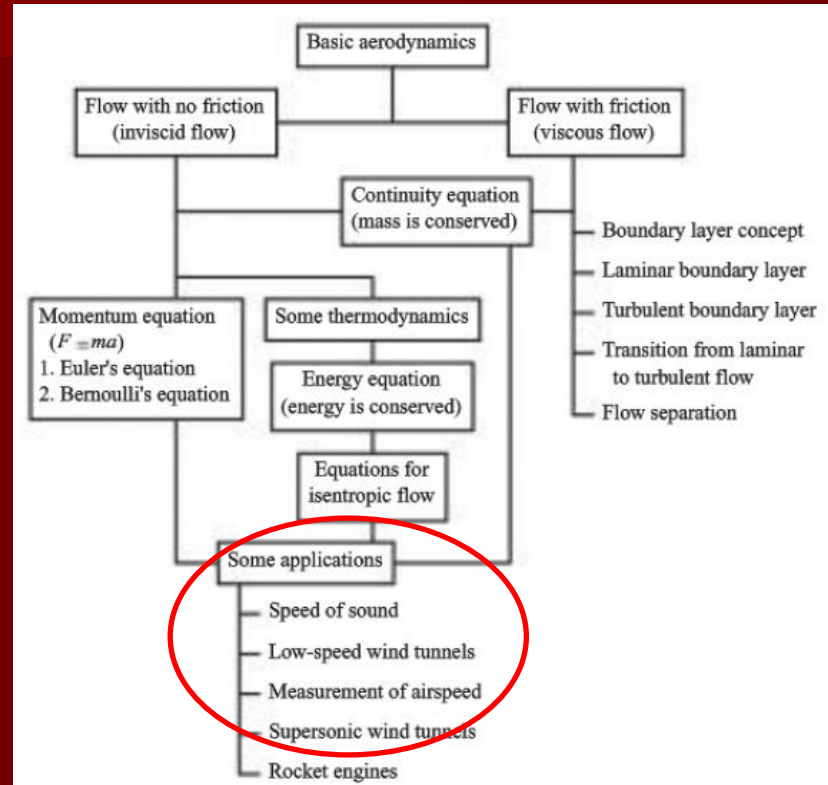 Basic aerodynamics
Flow with no friction
(inviscid flow)
Flow with friction
(viscous flow)
Continuity equation
(mass is conserved)
Boundary layer concept
Laminar boundary layer
Turbulent boundary layer
Transition from laminar
to turbulent flow
Flow separation
Momentum equation
(F = ma)
1. Euler's equation
2. Bernoulli's equation
Some thermodynamics
Energy equation
(energy is conserved)
Equations for
isentropic flow
Some applications
Speed of sound
Low-speed wind tunnels
Measurement of airspeed
Supersonic wind tunnels
Rocket engines